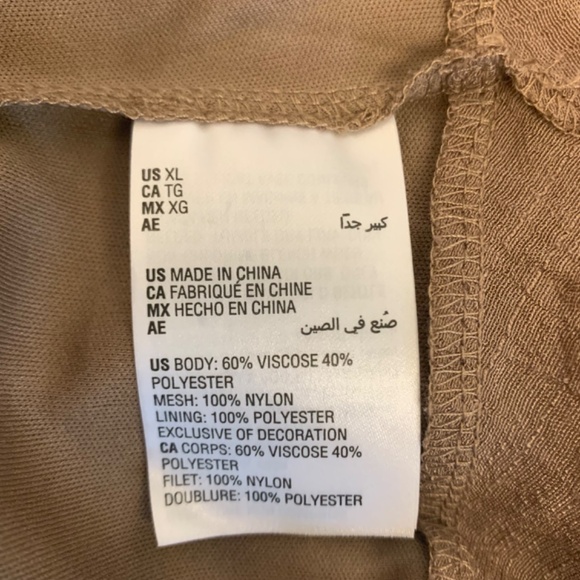 US XL
CA TG
MX XG
AE كبير جدًا
US MADE IN CHINA
CA FABRIQUÉ EN CHINE
MX HECHO EN CHINA
AE صُنع في الصين
US BODY: 60% VISCOSE 40%
POLYESTER
MESH: 100% NYLON
LINING: 100% POLYESTER
EXCLUSIVE OF DECORATION
CA CORPS: 60% VISCOSE 40%
POLYESTER
FILET: 100% NYLON
DOUBLURE: 100% POLYESTER